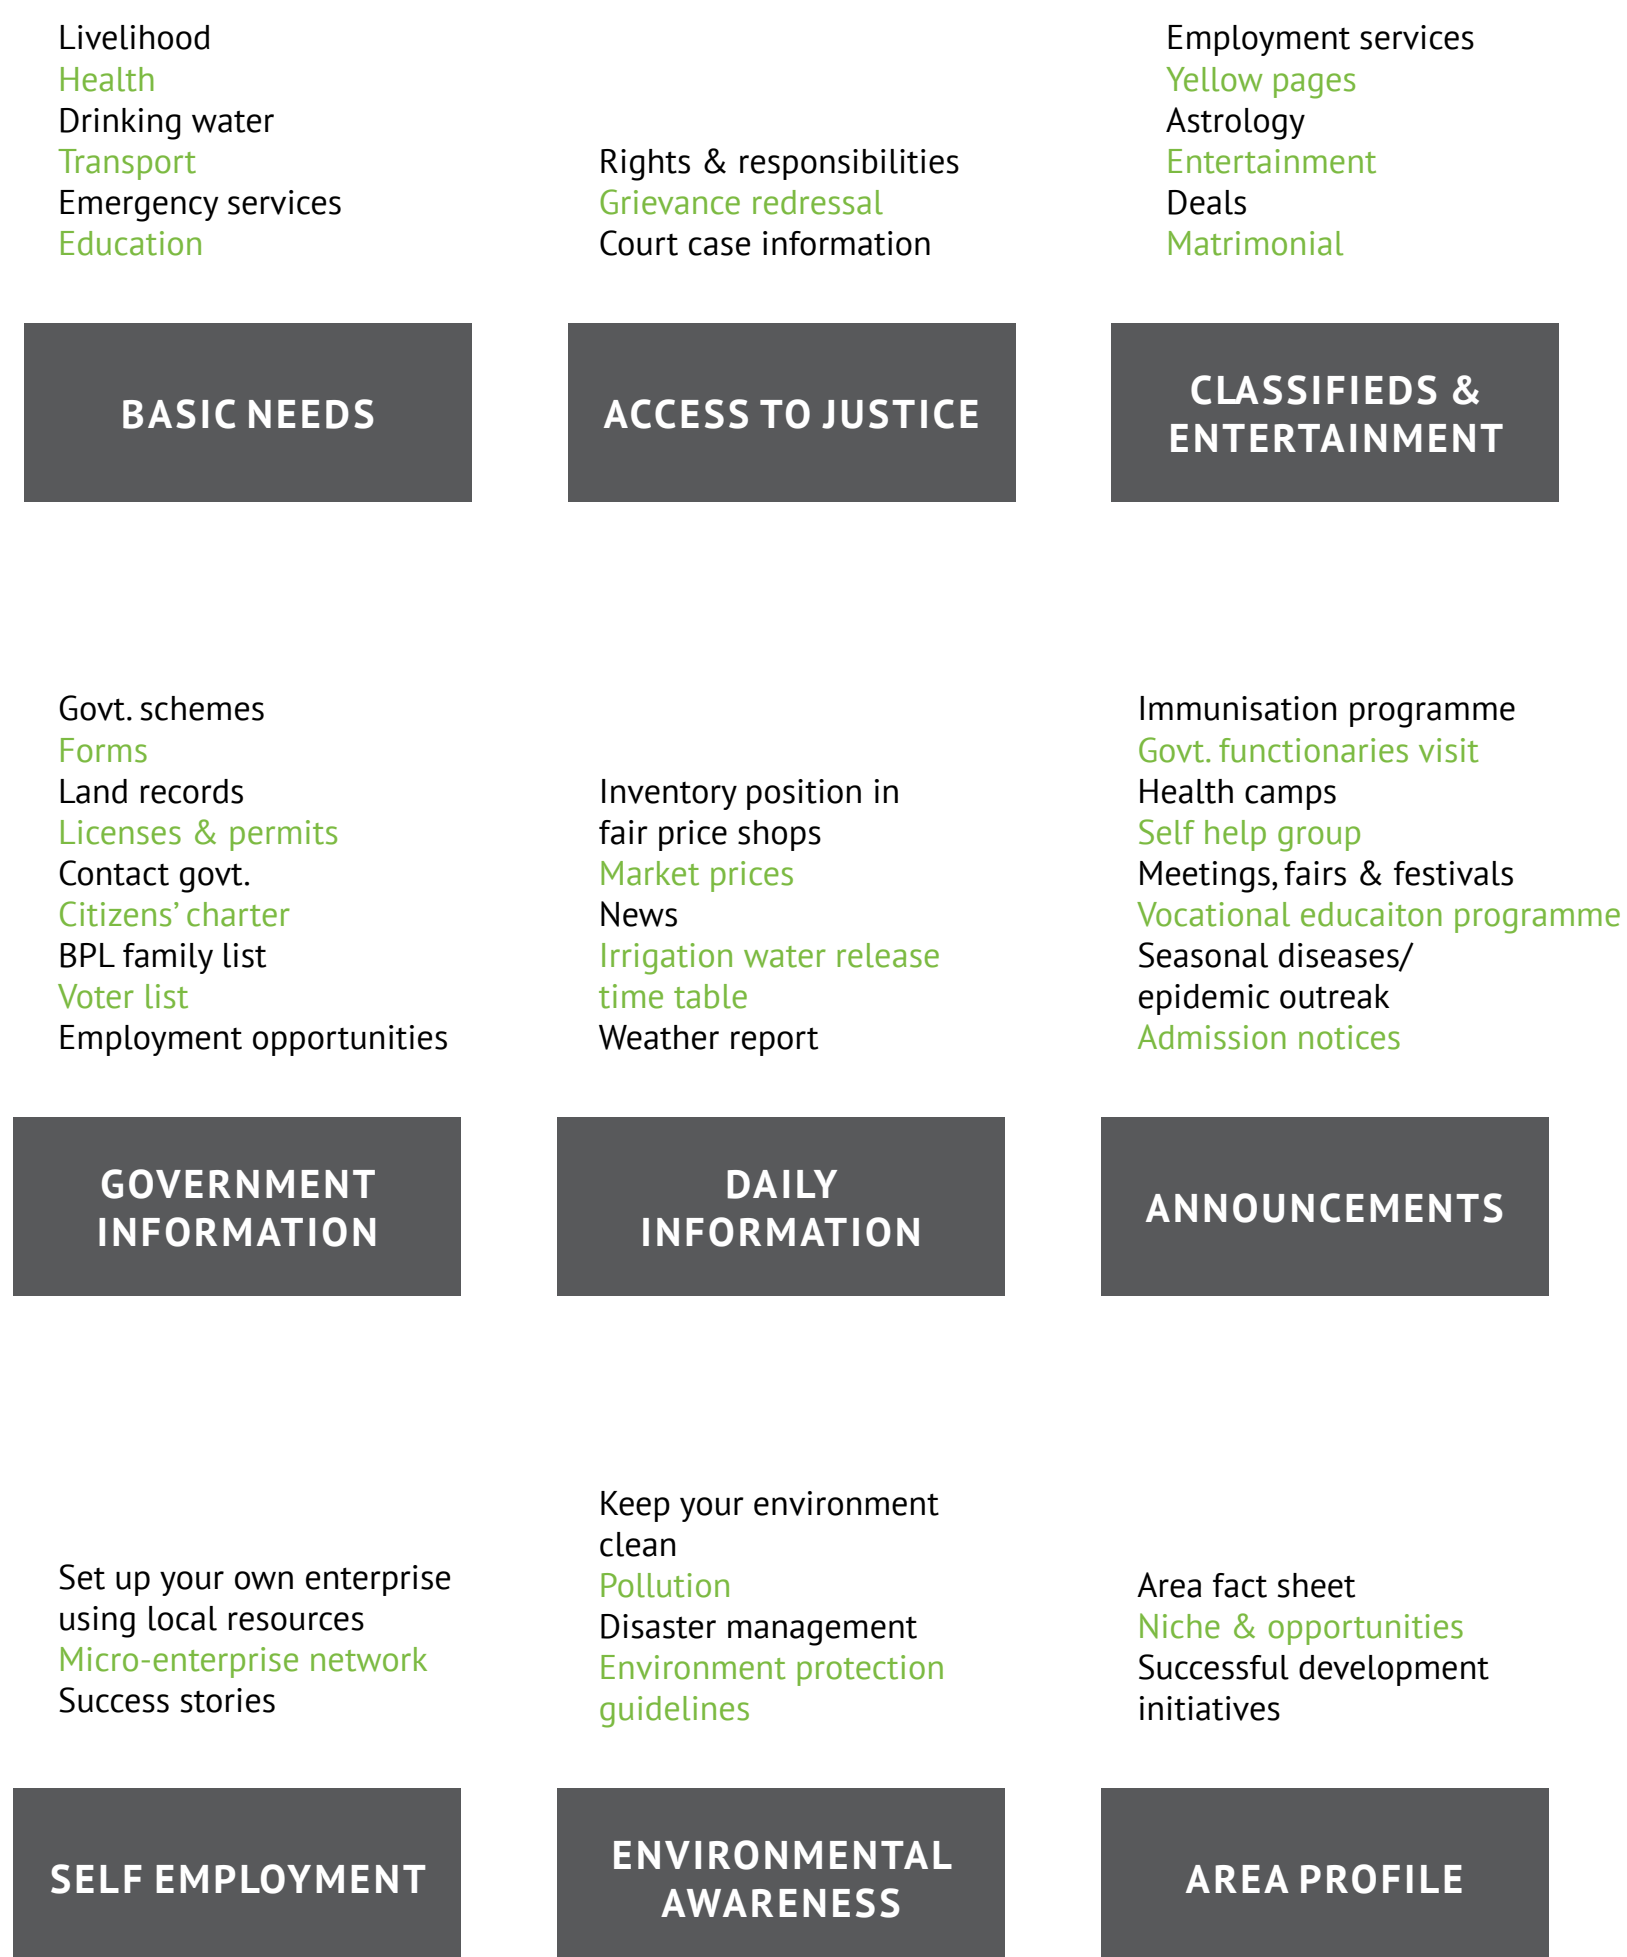 Livelihood
Health
Drinking water
Transport
Emergency services
Education
BASIC NEEDS
Rights & responsibilities
Grievance redressal
Court case information
ACCESS TO JUSTICE
Employment services
Yellow pages
Astrology
Entertainment
Deals
Matrimonial
CLASSIFIEDS &
ENTERTAINMENT
Govt. schemes
Forms
Land records
Licenses & permits
Contact govt.
Citizens’ charter
BPL family list
Voter list
Employment opportunities
GOVERNMENT
INFORMATION
Inventory position in
fair price shops
Market prices
News
Irrigation water release
time table
Weather report
DAILY
INFORMATION
Immunisation programme
Govt. functionaries visit
Health camps
Self help group
Meetings, fairs & festivals
Vocational educaiton programme
Seasonal diseases/
epidemic outreak
Admission notices
ANNOUNCEMENTS
Set up your own enterprise
using local resources
Micro-enterprise network
Success stories
SELF EMPLOYMENT
Keep your environment
clean
Pollution
Disaster management
Environment protection
guidelines
ENVIRONMENTAL
AWARENESS
Area fact sheet
Niche & opportunities
Successful development
initiatives
AREA PROFILE